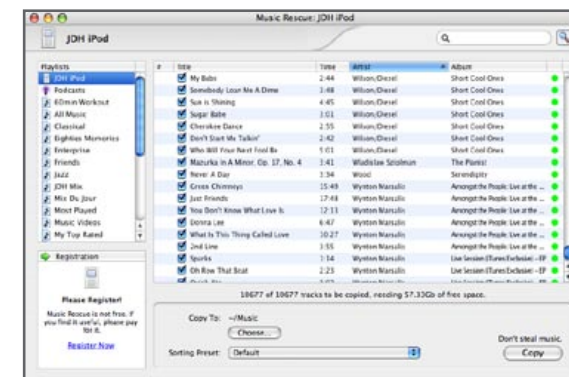 Music Rescue: JDH iPod
JDH iPod
Playlists
JDH iPod
Podcasts
60min Workout
All Music
Classical
Eighties Memories
Enterprise
Friends
Jazz
JDH Mix
Mix Du Jour
Most Played
Music Videos
My Top Rated
# Title Time Artist Album
My Babe 2:44 Wilson/Diesel Short Cool Ones
Somebody Loan Me A Dime 3:48 Wilson/Diesel Short Cool Ones
Sun is Shining 4:45 Wilson/Diesel Short Cool Ones
Sugar Babe 3:01 Wilson/Diesel Short Cool Ones
Cherokee Dance 2:55 Wilson/Diesel Short Cool Ones
Don't Start Me Talkin' 2:42 Wilson/Diesel Short Cool Ones
Who Will Your Next Fool Be 5:01 Wilson/Diesel Short Cool Ones
Mazurka in A Minor, Op. 17, No. 4 3:41 Wladislaw Szpilman The Pianist
Never A Day 3:34 Wood Serendipity
Green Chimneys 15:49 Wynton Marsalis Amongst the People: Live at the ...
Just Friends 17:48 Wynton Marsalis Amongst the People: Live at the ...
You Don't Know What Love Is 12:13 Wynton Marsalis Amongst the People: Live at the ...
Donna Lee 6:47 Wynton Marsalis Amongst the People: Live at the ...
What Is This Thing Called Love 10:27 Wynton Marsalis Amongst the People: Live at the ...
2nd Line 3:55 Wynton Marsalis Amongst the People: Live at the ...
Spurks 3:14 Wynton Marsalis Live Session (iTunes Exclusive) - EP
Oh Row That Boat 2:23 Wynton Marsalis Live Session (iTunes Exclusive) - EP
Registration
Please Register!
Music Rescue is not free. If
you find it useful, please pay
for it.
Register Now
10677 of 10677 tracks to be copied, needing 57.33Gb of free space.
Copy To: ~/Music
Choose...
Sorting Preset: Default
Don't steal music.
Copy